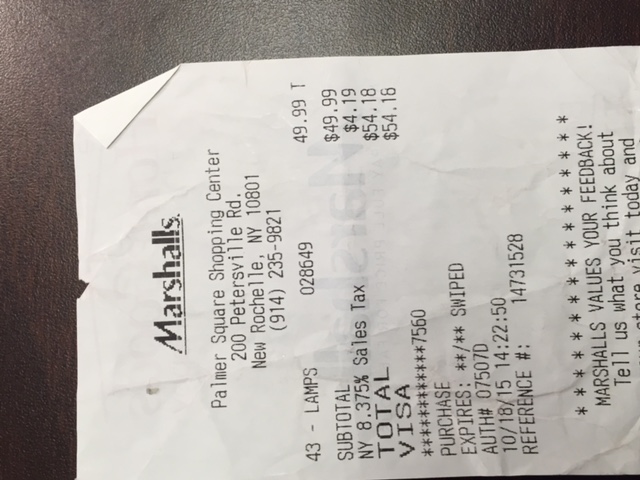 Marshalls.
Palmer Square Shopping Center
200 Petersville Rd.
New Rochelle, NY 10801
(914) 235-9821
43 - LAMPS 028649 49.99 T
SUBTOTAL $49.99
NY 8.375% Sales Tax $4.19
TOTAL $54.18
VISA $54.18
************7560
PURCHASE
EXPIRES: **/** SWIPED
AUTH# 07507D
10/18/15 14:22:50
REFERENCE #: 14731528
* * * * * * * * * * * * * * * * *
MARSHALLS VALUES YOUR FEEDBACK!
Tell us what you think about
store visit today and